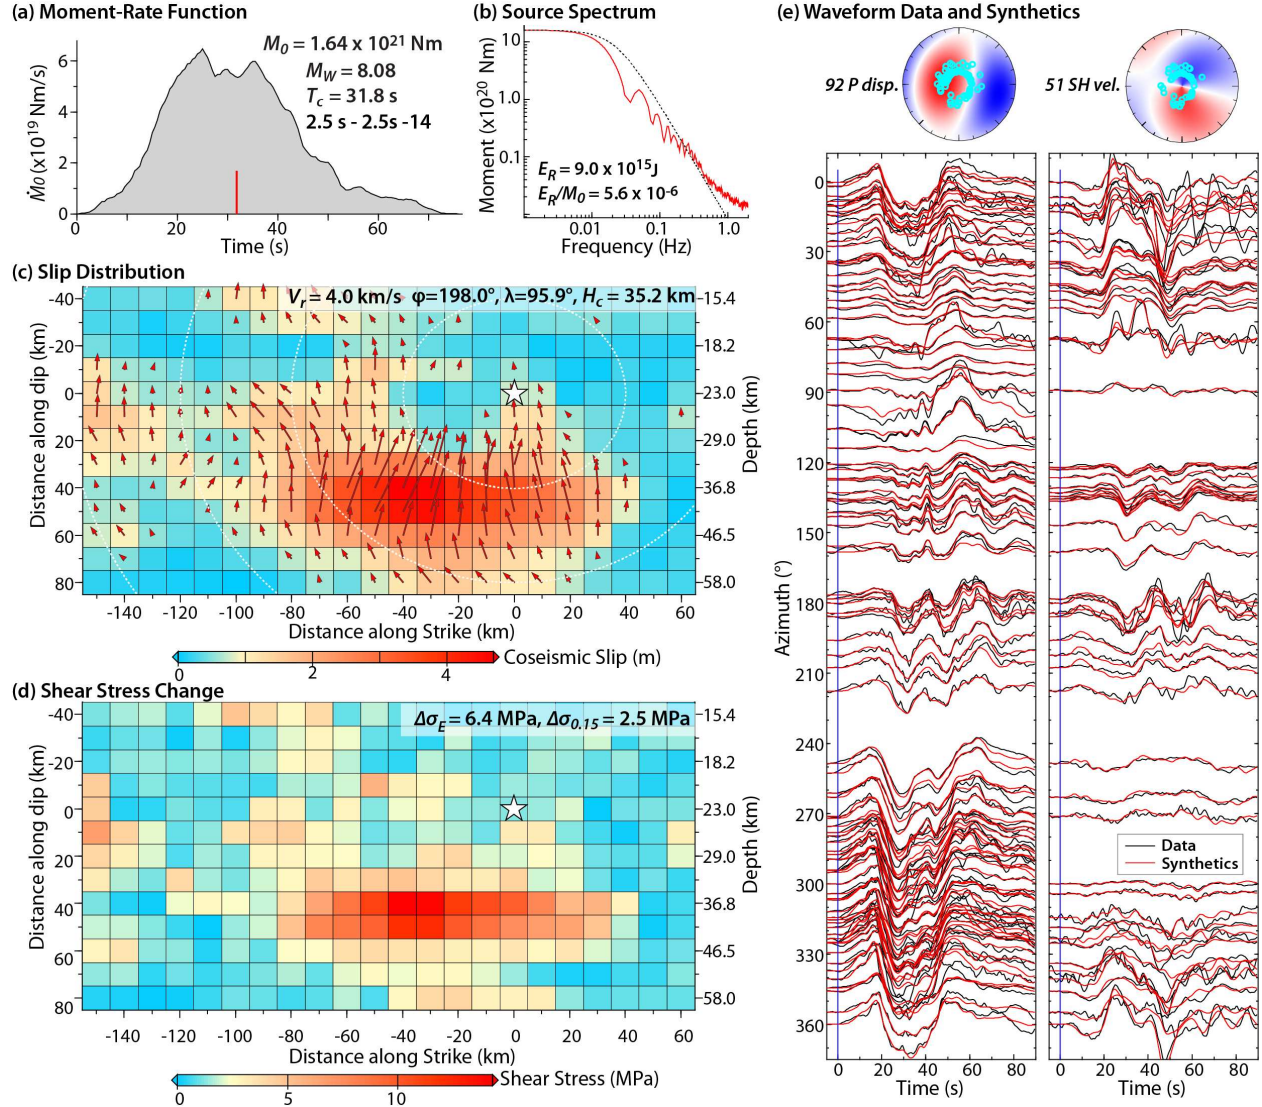 (a) Moment-Rate Function
Ṁ0 (x10^19 Nm/s)
6
4
2
0
M0 = 1.64 x 10^21 Nm
MW = 8.08
Tc = 31.8 s
2.5 s - 2.5s -14
20
40
60
Time (s)
(b) Source Spectrum
Moment (x10^20 Nm)
10
1.0
0.1
ER = 9.0 x 10^15J
ER/M0 = 5.6 x 10^-6
0.01
0.10
1.0
Frequency (Hz)
(c) Slip Distribution
Vr = 4.0 km/s φ=198.0°, λ=95.9°, Hc = 35.2 km
Distance along dip (km)
-40
-20
0
20
40
60
80
15.4
18.2
23.0
29.0
36.8
46.5
58.0
Depth (km)
-140 -120 -100 -80 -60 -40 -20 0 20 40 60
Distance along Strike (km)
0 2 4
Coseismic Slip (m)
(d) Shear Stress Change
ΔσE = 6.4 MPa, Δσ0.15 = 2.5 MPa
Distance along dip (km)
-40
-20
0
20
40
60
80
15.4
18.2
23.0
29.0
36.8
46.5
58.0
Depth (km)
-140 -120 -100 -80 -60 -40 -20 0 20 40 60
Distance along Strike (km)
0 5 10
Shear Stress (MPa)
(e) Waveform Data and Synthetics
92 P disp.
51 SH vel.
Azimuth (°)
0
30
60
90
120
150
180
210
240
270
300
330
360
Data
Synthetics
0 20 40 60 80
Time (s)
0 20 40 60 80
Time (s)